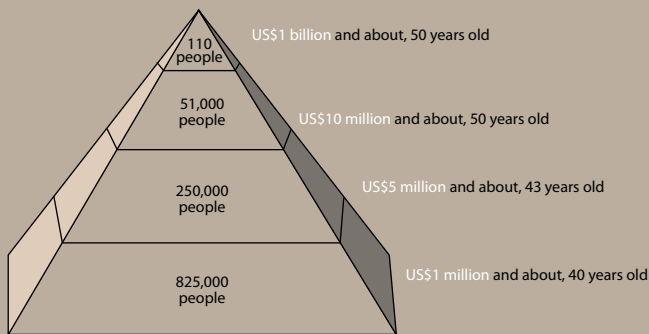 US$1 billion and about, 50 years old
110
people
51,000
people
US$10 million and about, 50 years old
250,000
people
US$5 million and about, 43 years old
825,000
people
US$1 million and about, 40 years old